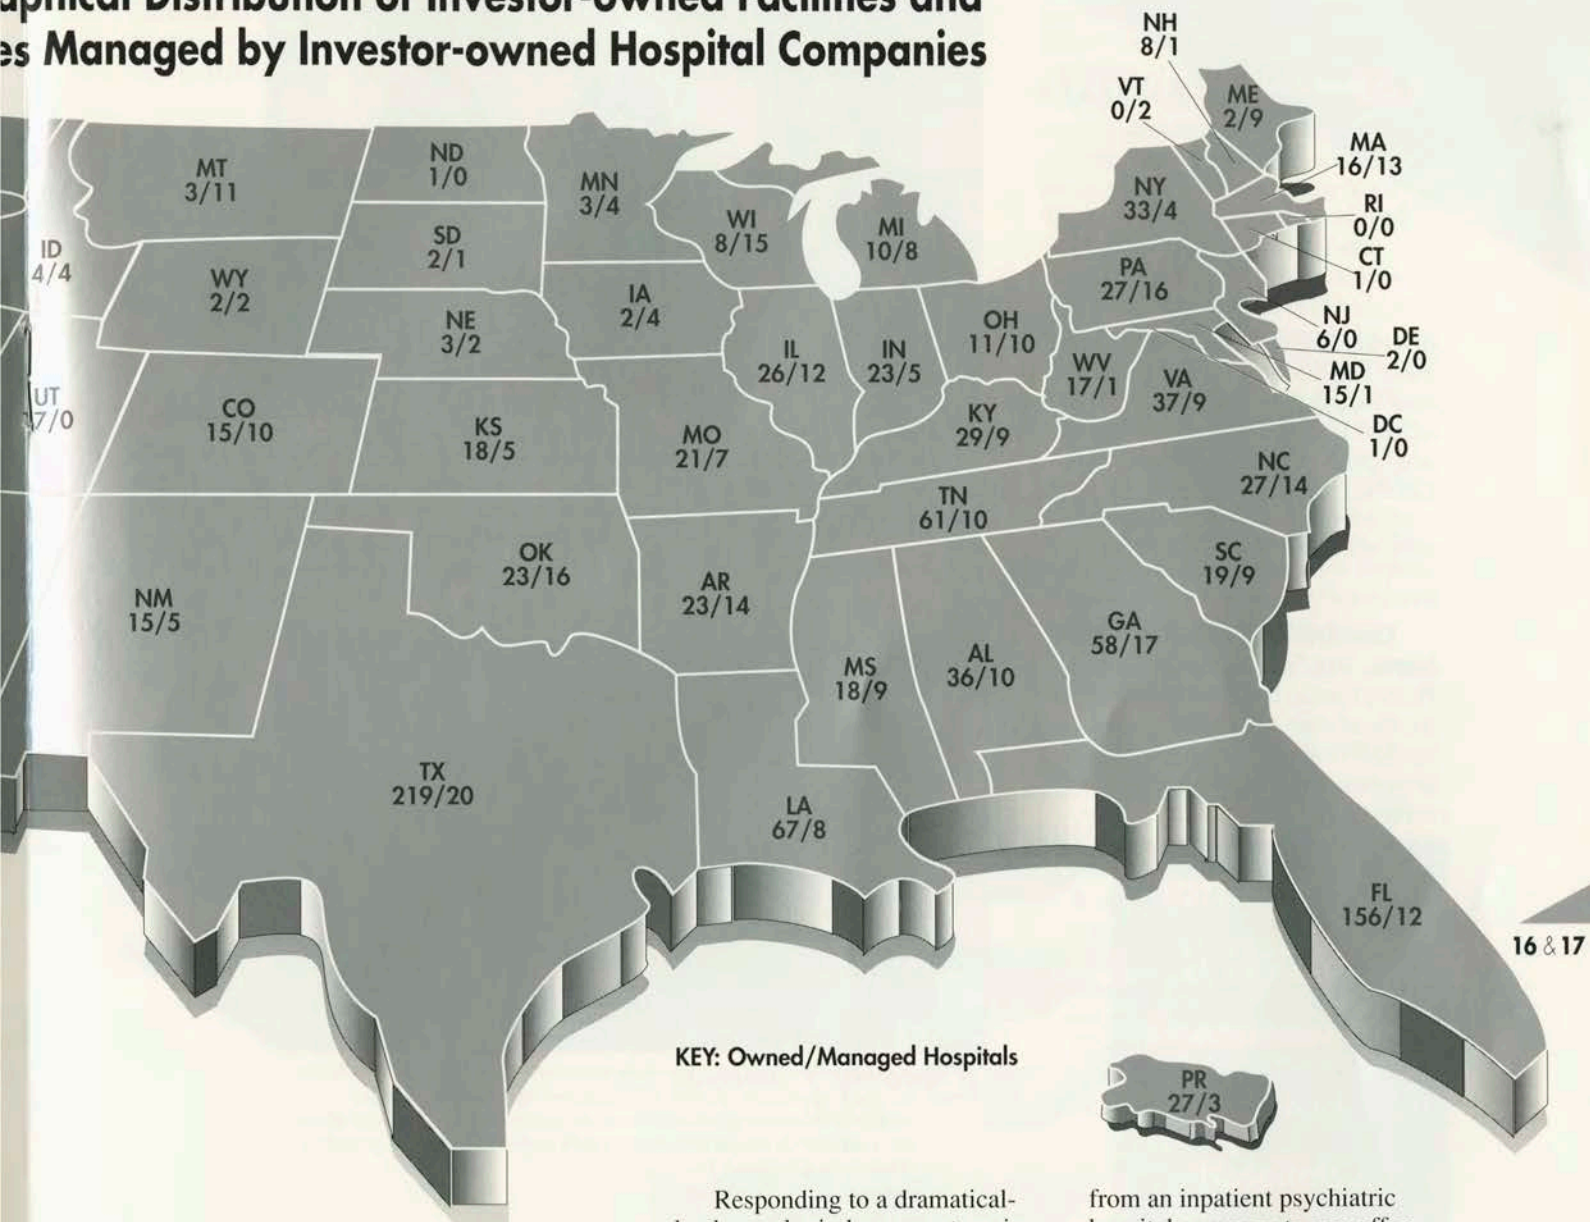 Managed by Investor-owned Hospital Companies
NH
8/1
VT
0/2
ME
2/9
MA
16/13
RI
0/0
CT
1/0
NJ
6/0
DE
2/0
MD
15/1
DC
1/0
MT
3/11
ND
1/0
MN
3/4
WI
8/15
MI
10/8
NY
33/4
ID
4/4
WY
2/2
SD
2/1
IA
2/4
PA
27/16
NE
3/2
IL
26/12
IN
23/5
OH
11/10
WV
17/1
VA
37/9
UT
7/0
CO
15/10
KS
18/5
MO
21/7
KY
29/9
NC
27/14
TN
61/10
NM
15/5
OK
23/16
AR
23/14
SC
19/9
MS
18/9
AL
36/10
GA
58/17
TX
219/20
LA
67/8
FL
156/12
16 & 17
KEY: Owned/Managed Hospitals
PR
27/3
Responding to a dramatical-
from an inpatient psychiatric